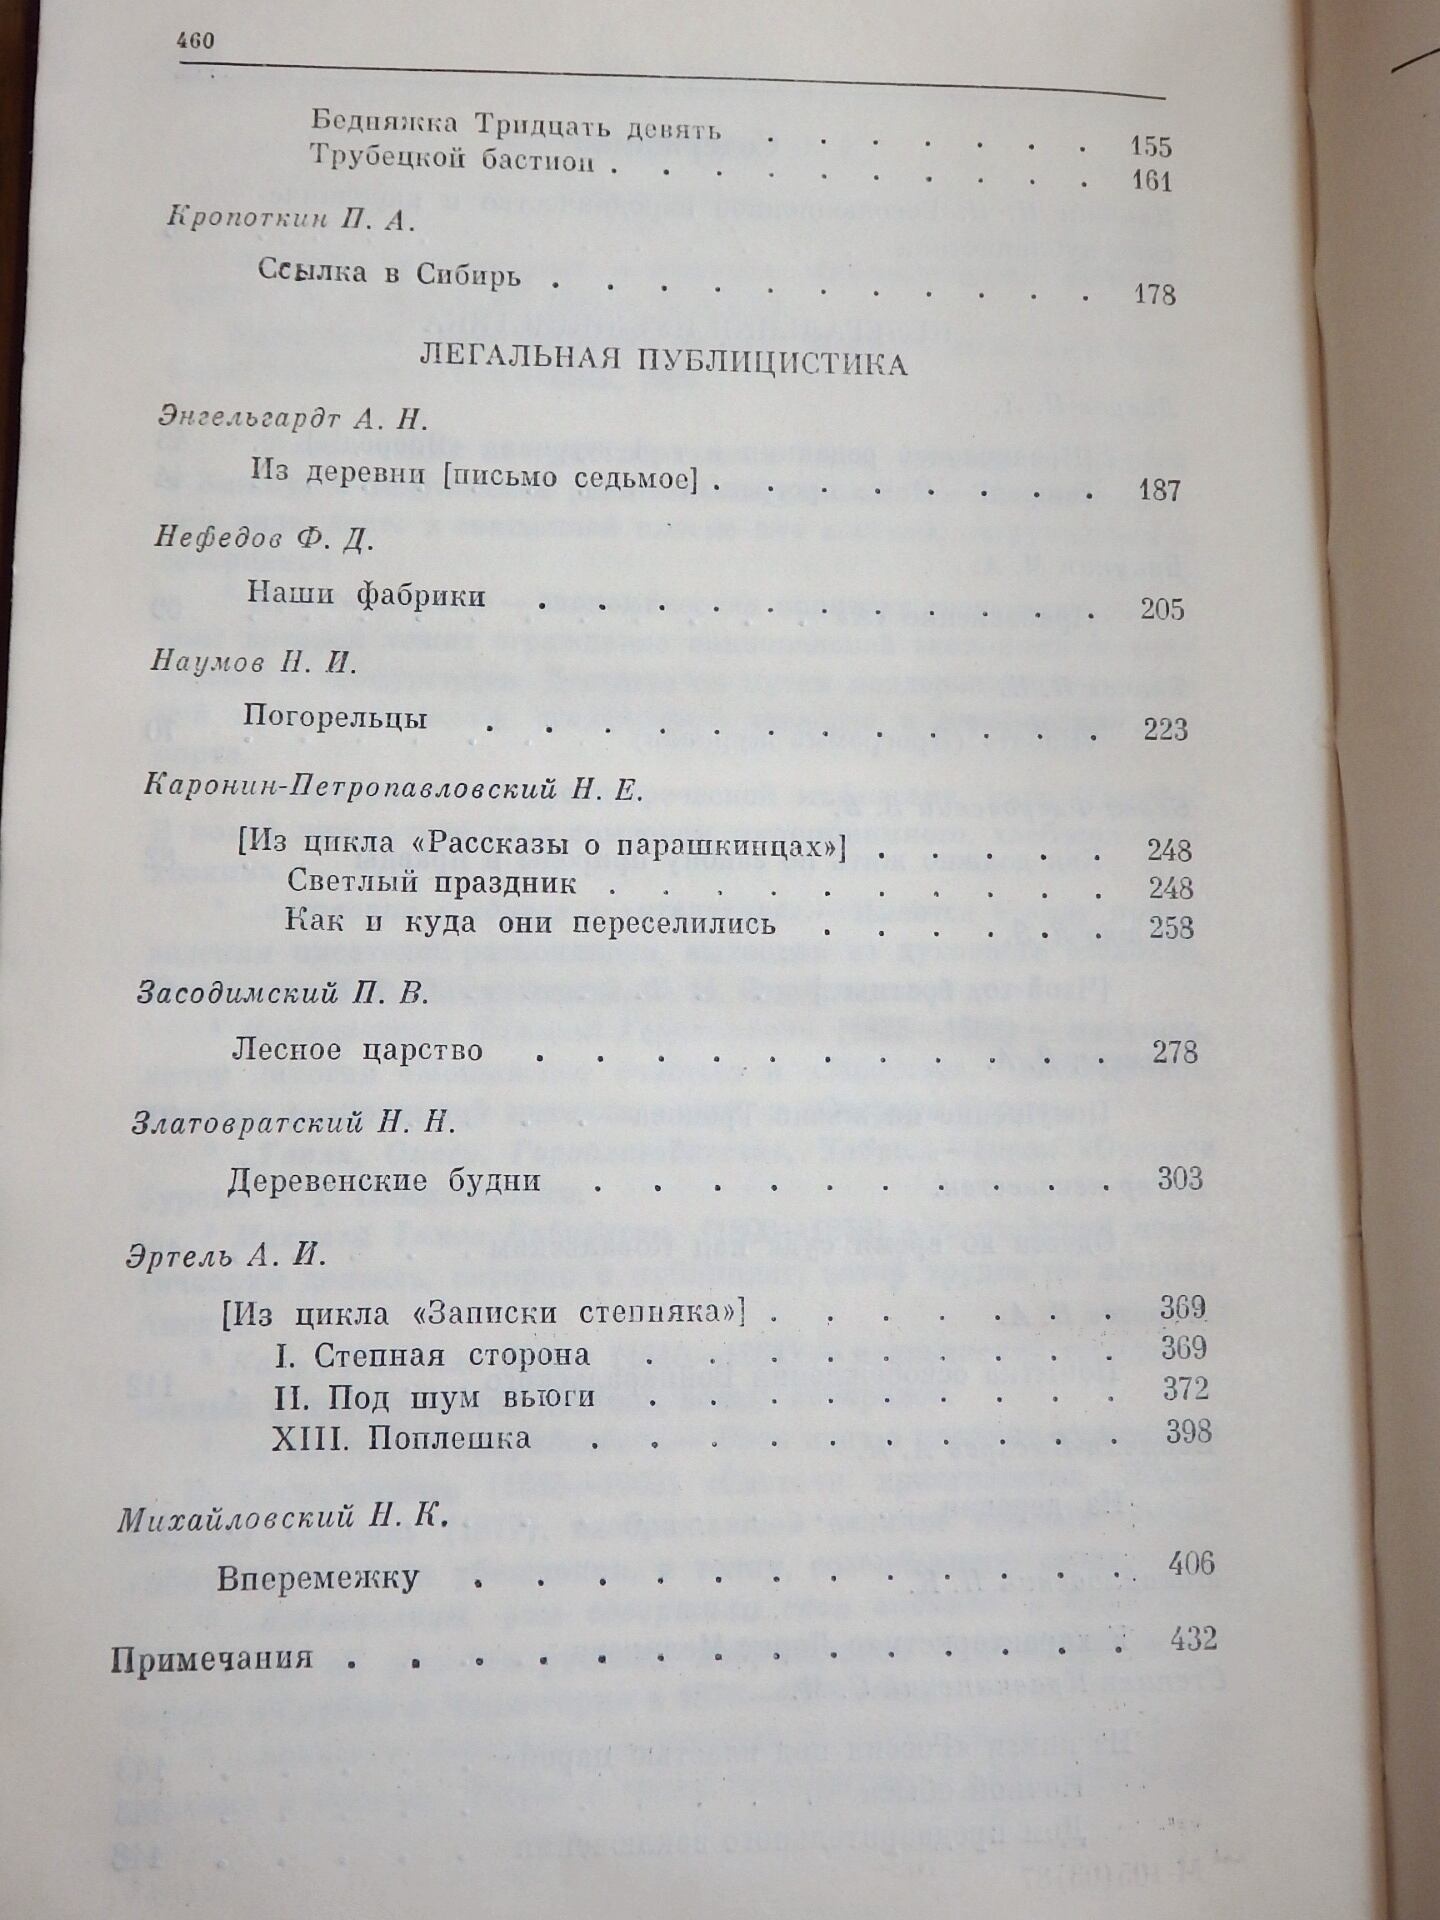 460
Бедняжка Тридцать девять . . . . . . . 155
Трубецкой бастион . . . . . . . . . . 161
Кропоткин П. А.
Ссылка в Сибирь . . . . . . . . . . . 178
ЛЕГАЛЬНАЯ ПУБЛИЦИСТИКА
Энгельгардт А. Н.
Из деревни [письмо седьмое] . . . . . . . . 187
Нефедов Ф. Д.
Наши фабрики . . . . . . . . . . 205
Наумов Н. И.
Погорельцы . . . . . . . . . . . 223
Каронин-Петропавловский Н. Е.
[Из цикла «Рассказы о парашкинцах»] . . . . . 248
Светлый праздник . . . . . . . . . . 248
Как и куда они переселились . . . . . . 258
Засодимский П. В.
Лесное царство . . . . . . . . . . 278
Златовратский Н. Н.
Деревенские будни . . . . . . . . . 303
Эртель А. И.
[Из цикла «Записки степняка»] . . . . . . . 369
I. Степная сторона . . . . . . . . . 369
II. Под шум вьюги . . . . . . . . . 372
XIII. Поплешка . . . . . . . . . . 398
Михайловский Н. К.
Вперемежку . . . . . . . . . . . . 406
Примечания . . . . . . . . . . . . . 432